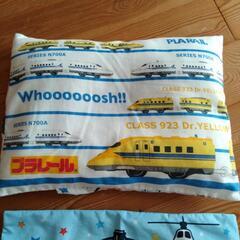 PLARAIL
SERIES N700A
SERIES N700A
CLASS 923 Dr.YELLOW
Whoooooosh!!
SERIES N700A
CLASS 923 Dr.YELLOW
プラレール